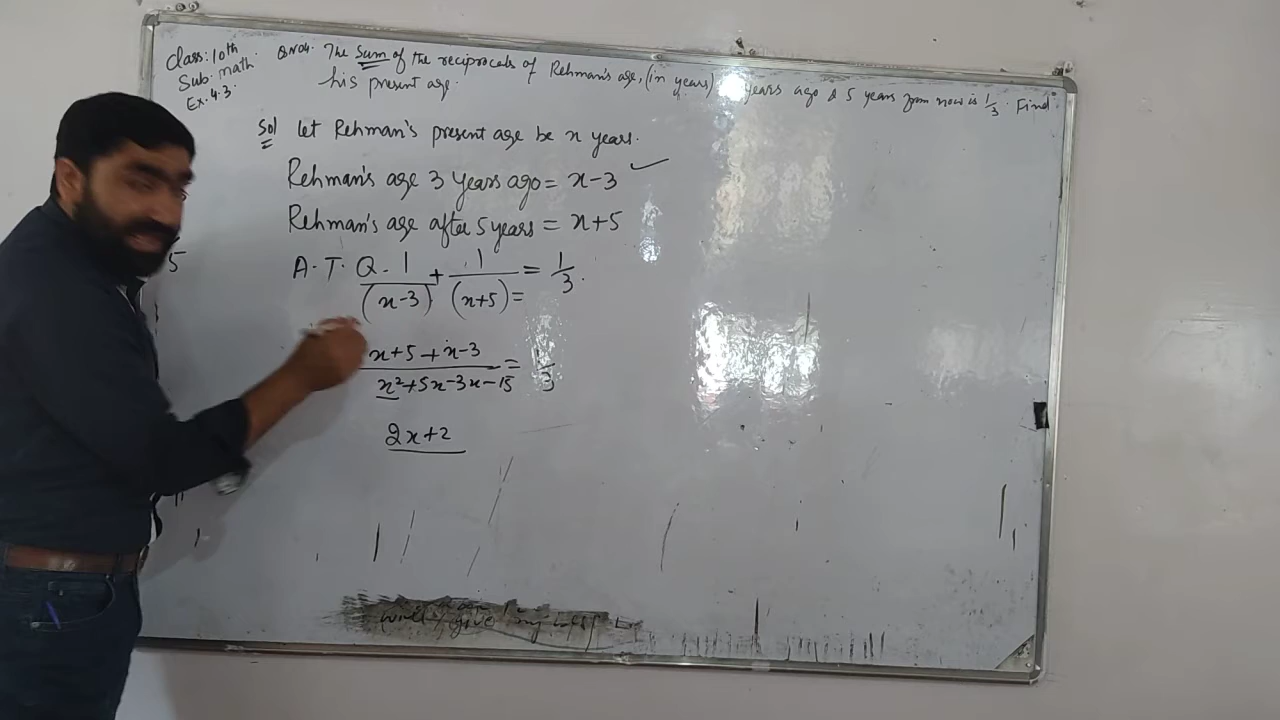 Class: 10th
Sub: math.
Ex. 4.3.
QNo4. The Sum of the reciprocals of Rehman's age, (in years) years ago & 5 years from now is 1/3. Find
his present age.
Sol let Rehman's present age be x years.
Rehman's age 3 years ago = x-3
Rehman's age after 5 years = x+5
A. T. Q. 1/(x-3) + 1/(x+5) = = 1/3.
x+5+x-3 / x²+5x-3x-15 = 1/3
2x+2
5